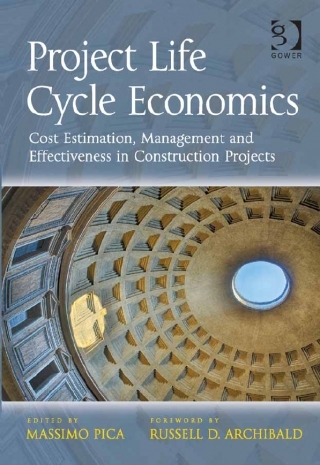 GOWER
Project Life
Cycle Economics
Cost Estimation, Management and
Effectiveness in Construction Projects
EDITED BY
MASSIMO PICA
FOREWORD BY
RUSSELL D. ARCHIBALD